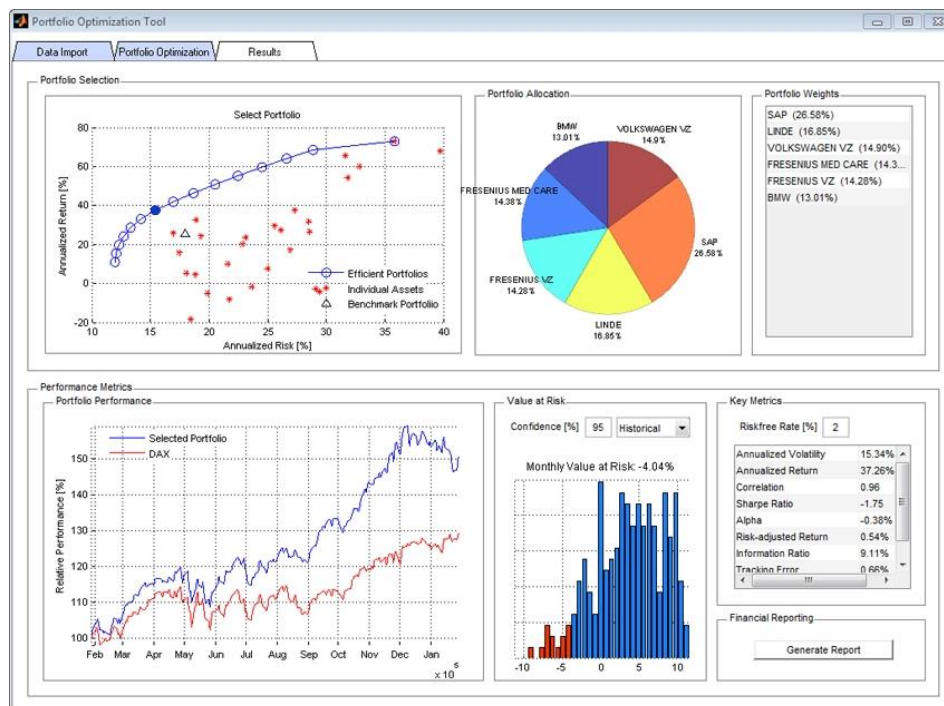 Portfolio Optimization Tool
Data Import
Portfolio Optimization
Results
Portfolio Selection
Select Portfolio
Annualized Return [%]
80
60
40
20
0
-20
10
15
20
25
30
35
40
Annualized Risk [%]
Efficient Portfolios
Individual Assets
Benchmark Portfolio
Portfolio Allocation
BMW
13.01%
VOLKSWAGEN VZ
14.9%
FRESENIUS MED CARE
14.38%
SAP
26.58%
FRESENIUS VZ
14.28%
LINDE
16.85%
Portfolio Weights
SAP (26.58%)
LINDE (16.85%)
VOLKSWAGEN VZ (14.90%)
FRESENIUS MED CARE (14.3...
FRESENIUS VZ (14.28%)
BMW (13.01%)
Performance Metrics
Portfolio Performance
Selected Portfolio
DAX
Relative Performance [%]
150
140
130
120
110
100
Feb Mar Apr May Jun Jul Aug Sep Oct Nov Dec Jan
x 10^5
Value at Risk
Confidence [%] 95 Historical
Monthly Value at Risk: -4.04%
-10 -5 0 5 10
Key Metrics
Riskfree Rate [%] 2
Annualized Volatility 15.34%
Annualized Return 37.26%
Correlation 0.96
Sharpe Ratio -1.75
Alpha -0.38%
Risk-adjusted Return 0.54%
Information Ratio 9.11%
Tracking Error 0.66%
Financial Reporting
Generate Report